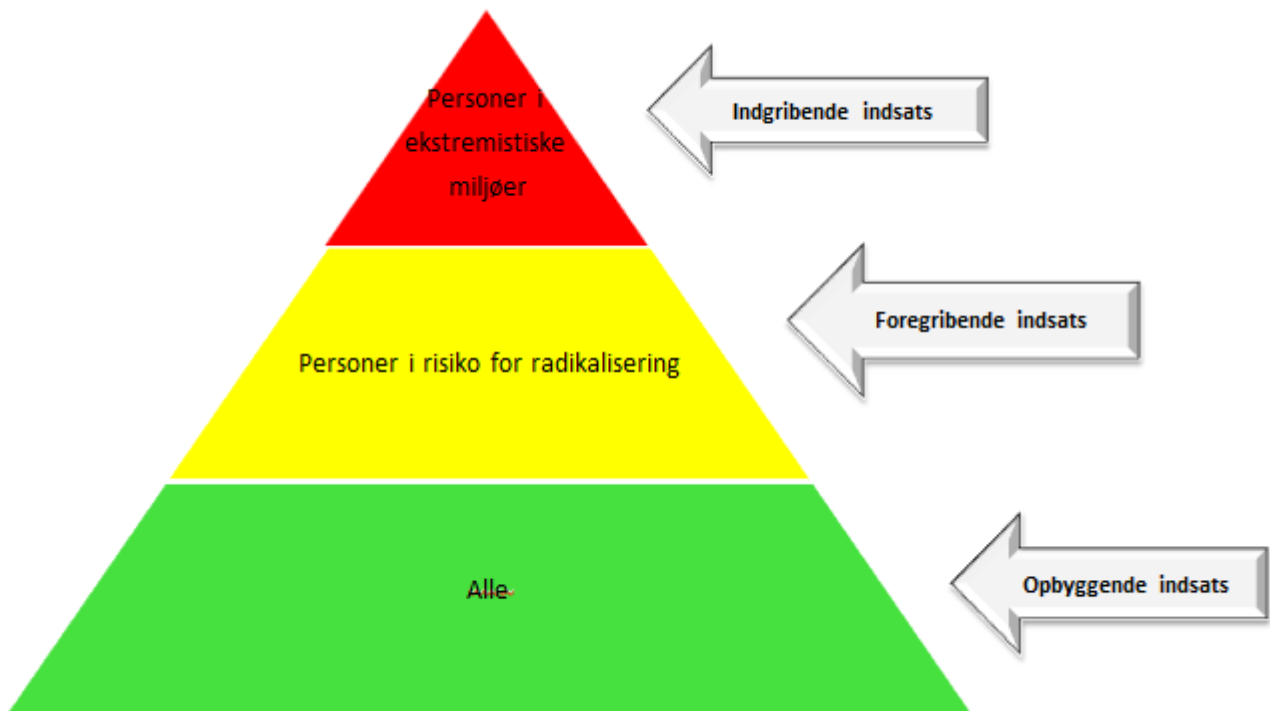 Personer i
ekstremistiske
miljøer
Indgribende indsats
Foregribende indsats
Personer i risiko for radikalisering
Opbyggende indsats
Alle